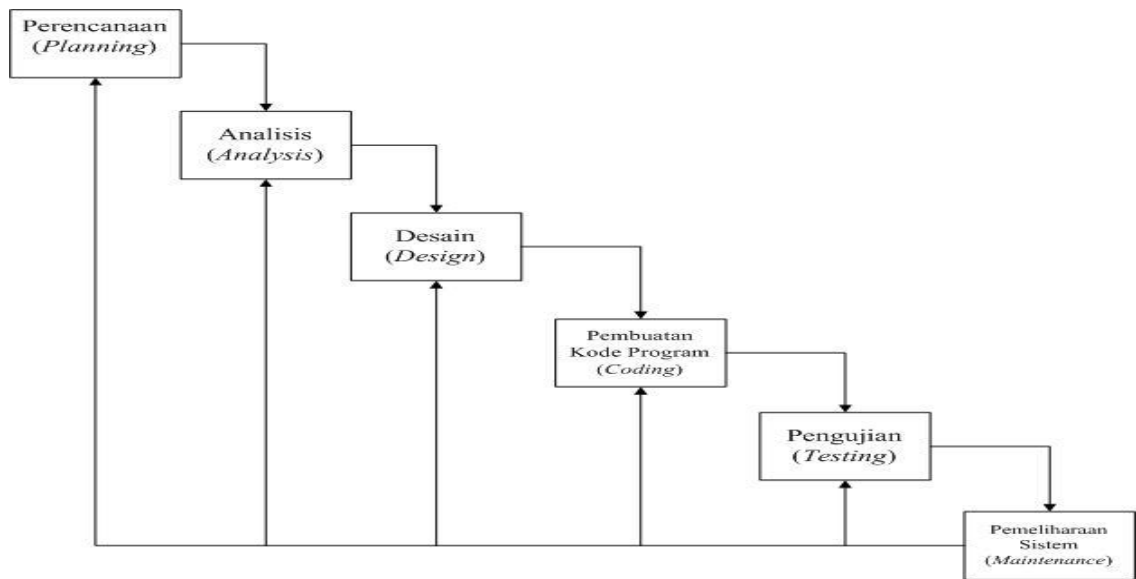 Perencanaan
(Planning)
Analisis
(Analysis)
Desain
(Design)
Pembuatan
Kode Program
(Coding)
Pengujian
(Testing)
Pemeliharaan
Sistem
(Maintenance)